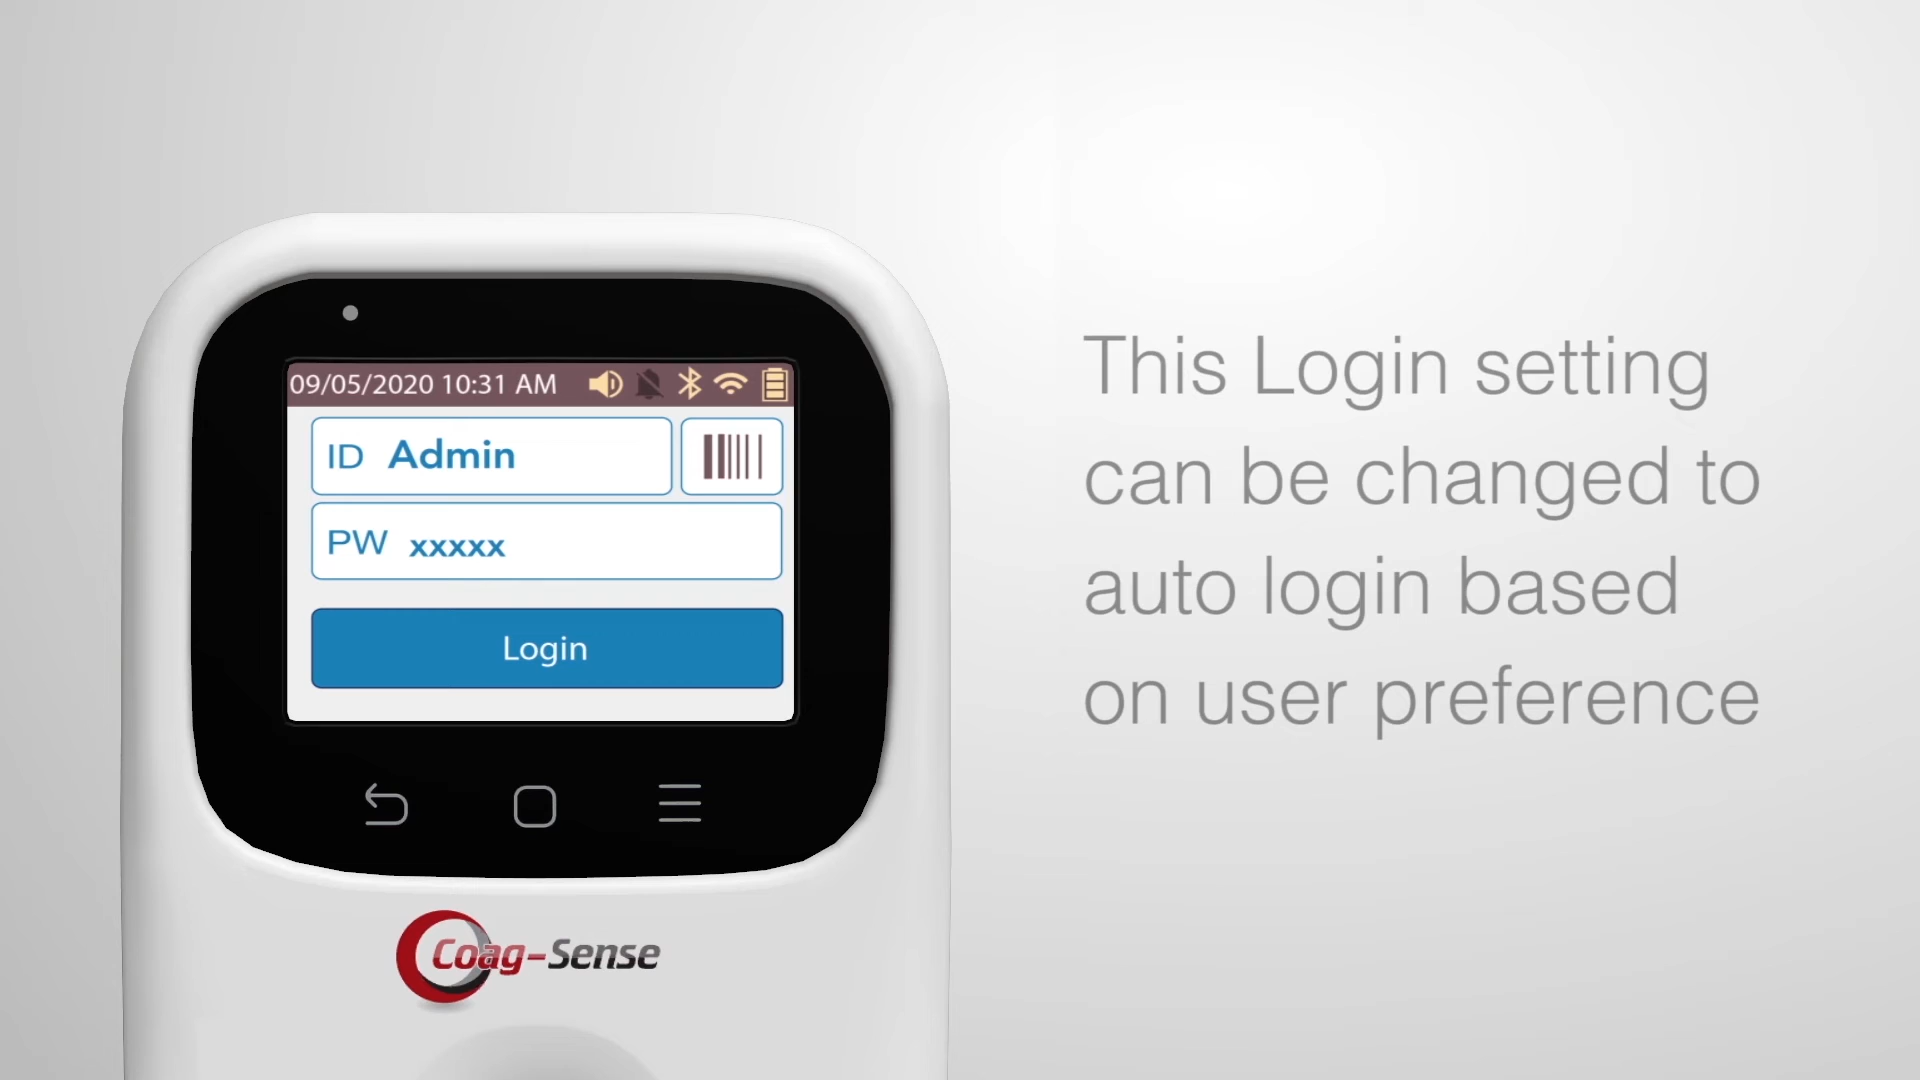 09/05/2020 10:31 AM
ID Admin
PW xxxxx
Login
Coag-Sense
This Login setting
can be changed to
auto login based
on user preference